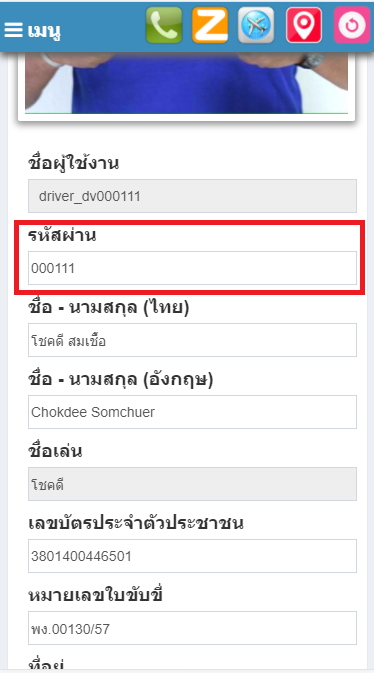 เมนู
ชื่อผู้ใช้งาน
driver_dv000111
รหัสผ่าน
000111
ชื่อ - นามสกุล (ไทย)
โชคดี สมเชื้อ
ชื่อ - นามสกุล (อังกฤษ)
Chokdee Somchuer
ชื่อเล่น
โชคดี
เลขบัตรประจำตัวประชาชน
3801400446501
หมายเลขใบขับขี่
พง.00130/57
ที่อยู่